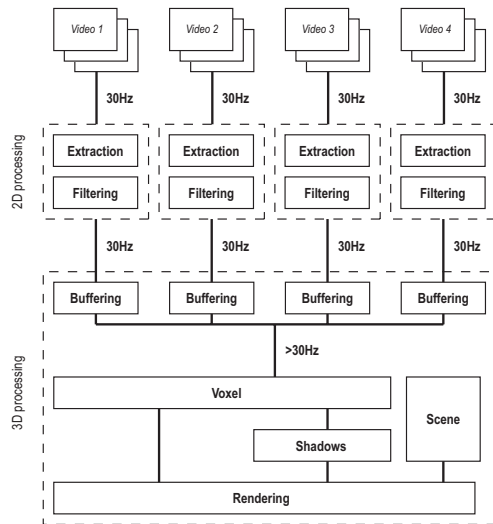 Video 1
Video 2
Video 3
Video 4
30Hz
30Hz
30Hz
30Hz
2D processing
Extraction
Extraction
Extraction
Extraction
Filtering
Filtering
Filtering
Filtering
30Hz
30Hz
30Hz
30Hz
3D processing
Buffering
Buffering
Buffering
Buffering
>30Hz
Voxel
Scene
Shadows
Rendering